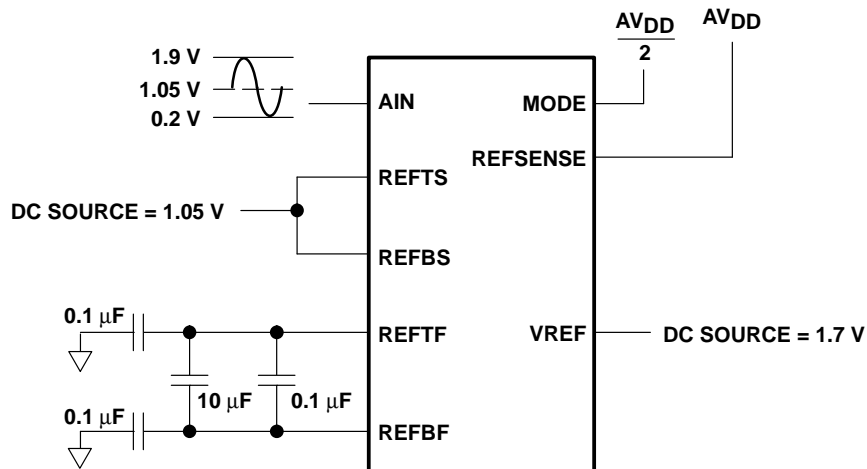 AVDD
2
AVDD
1.9 V
1.05 V
0.2 V
AIN
MODE
REFSENSE
REFTS
DC SOURCE = 1.05 V
REFBS
0.1 μF
REFTF
VREF
DC SOURCE = 1.7 V
10 μF
0.1 μF
0.1 μF
REFBF